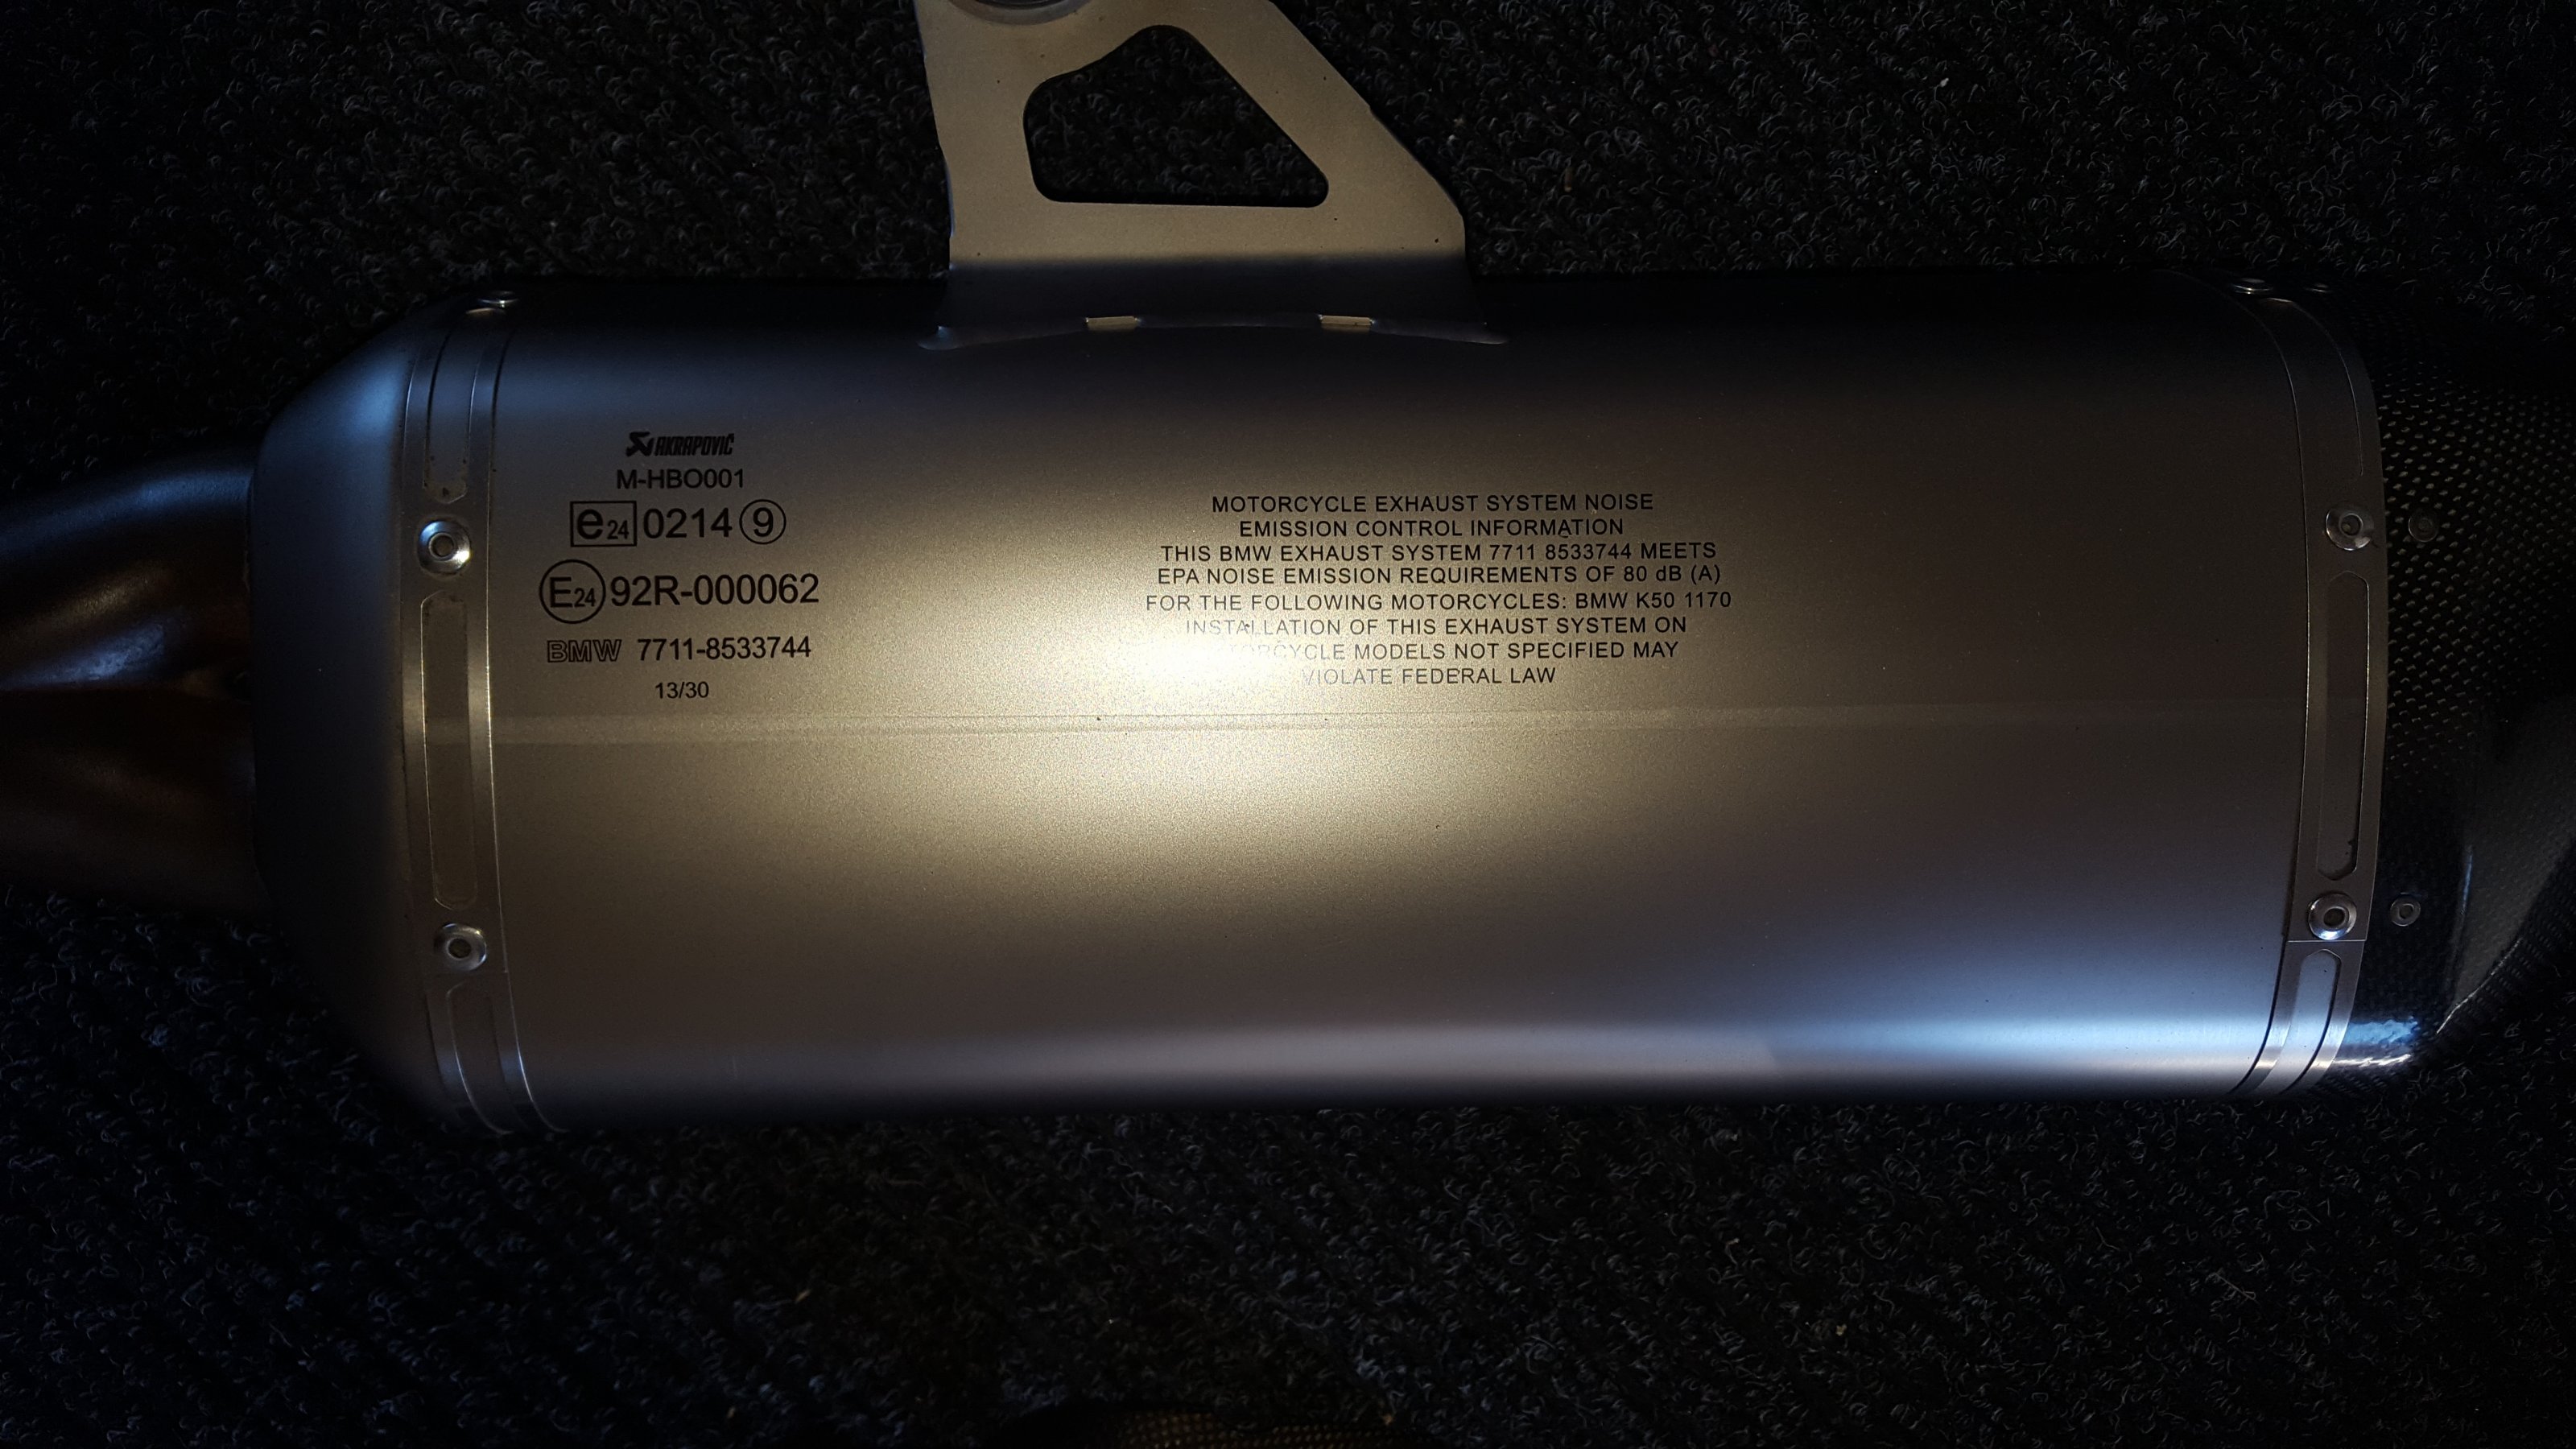 AKRAPOVIČ
M-HBO001
e24 0214 9
E24 92R-000062
BMW 7711-8533744
13/30
MOTORCYCLE EXHAUST SYSTEM NOISE
EMISSION CONTROL INFORMATION
THIS BMW EXHAUST SYSTEM 7711 8533744 MEETS
EPA NOISE EMISSION REQUIREMENTS OF 80 dB (A)
FOR THE FOLLOWING MOTORCYCLES: BMW K50 1170
INSTALLATION OF THIS EXHAUST SYSTEM ON
MOTORCYCLE MODELS NOT SPECIFIED MAY
VIOLATE FEDERAL LAW